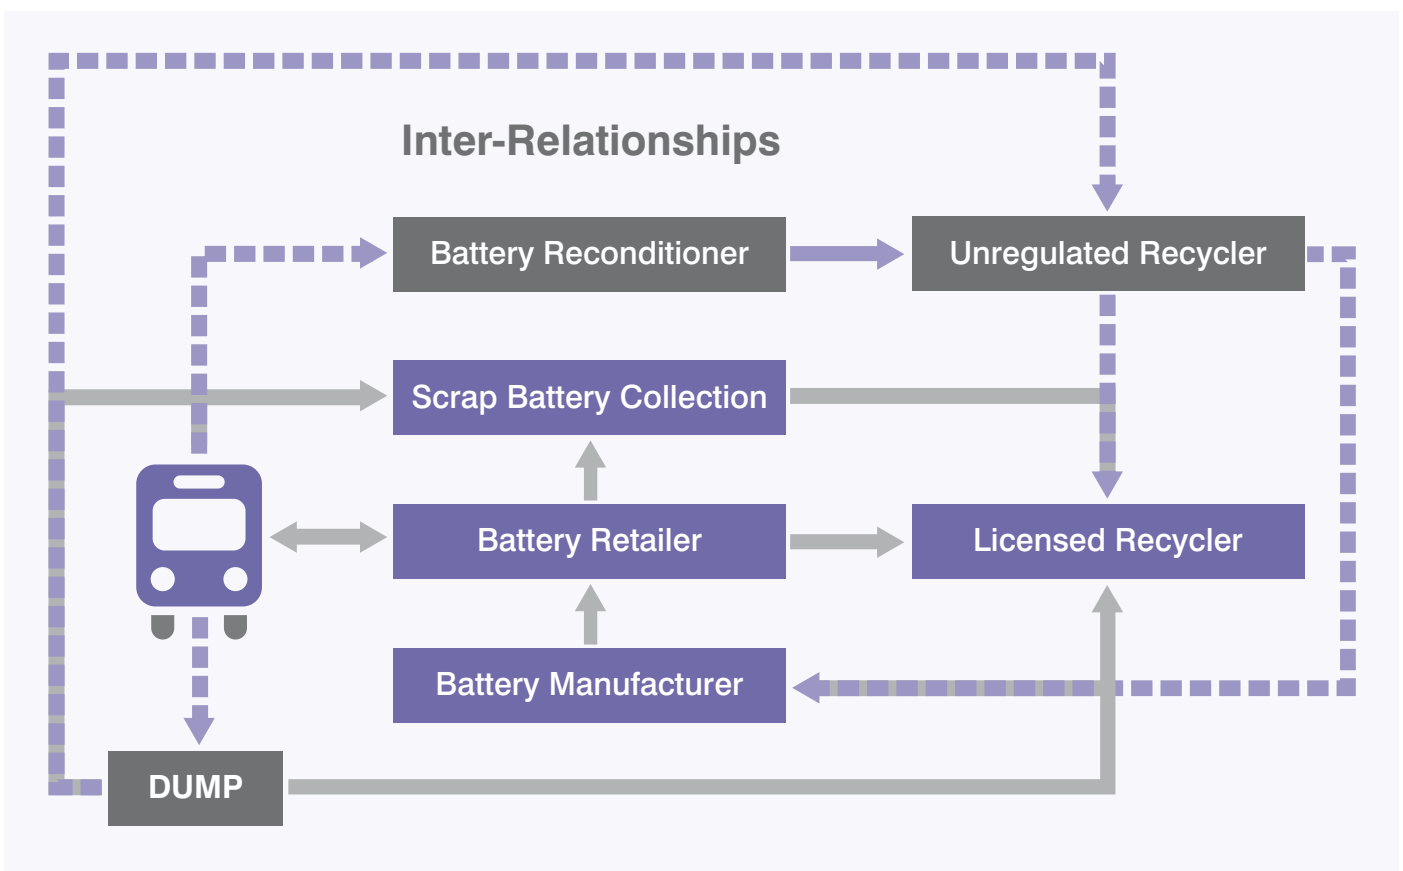 Inter-Relationships
Battery Reconditioner
Unregulated Recycler
Scrap Battery Collection
Battery Retailer
Licensed Recycler
Battery Manufacturer
DUMP